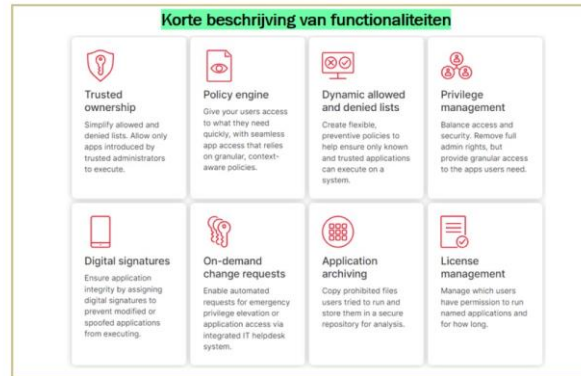 Korte beschrijving van functionaliteiten
Trusted
ownership
Simplify allowed and
denied lists. Allow only
apps introduced by
trusted administrators
to execute.
Policy engine
Give your users access
to what they need
quickly, with seamless
app access that relies
on granular, context-
aware policies.
Dynamic allowed
and denied lists
Create flexible,
preventive policies to
help ensure only known
and trusted applications
can execute on a
system.
Privilege
management
Balance access and
security. Remove full
admin rights, but
provide granular access
to the apps users need.
Digital signatures
Ensure application
integrity by assigning
digital signatures to
prevent modified or
spoofed applications
from executing.
On-demand
change requests
Enable automated
requests for emergency
privilege elevation or
application access via
integrated IT helpdesk
system.
Application
archiving
Copy prohibited files
users tried to run and
store them in a secure
repository for analysis.
License
management
Manage which users
have permission to run
named applications and
for how long.